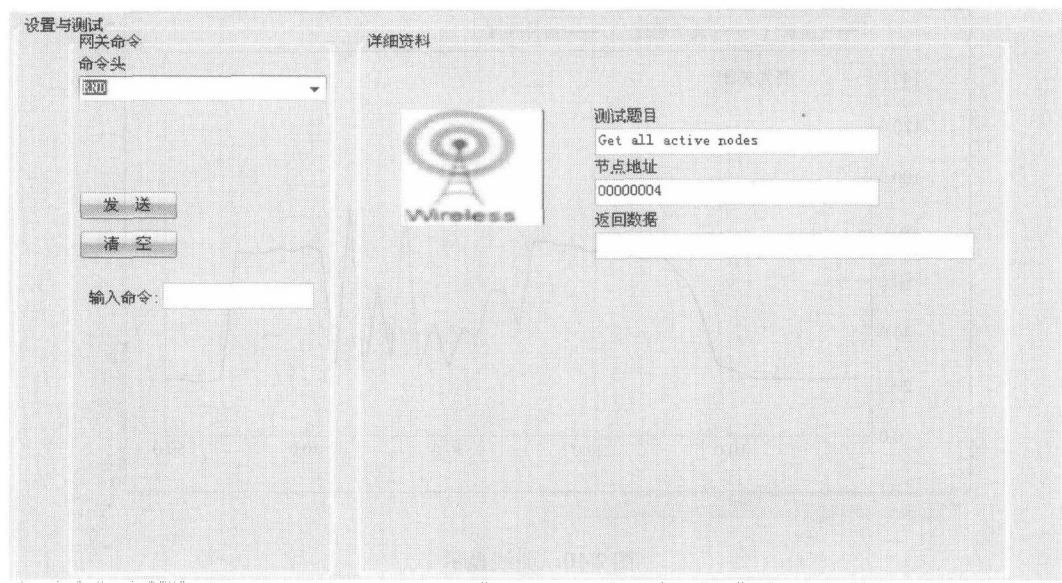 设置与测试
网关命令
命令头
RND
发 送
清 空
输入命令:
详细资料
Wireless
测试题目
Get all active nodes
节点地址
00000004
返回数据